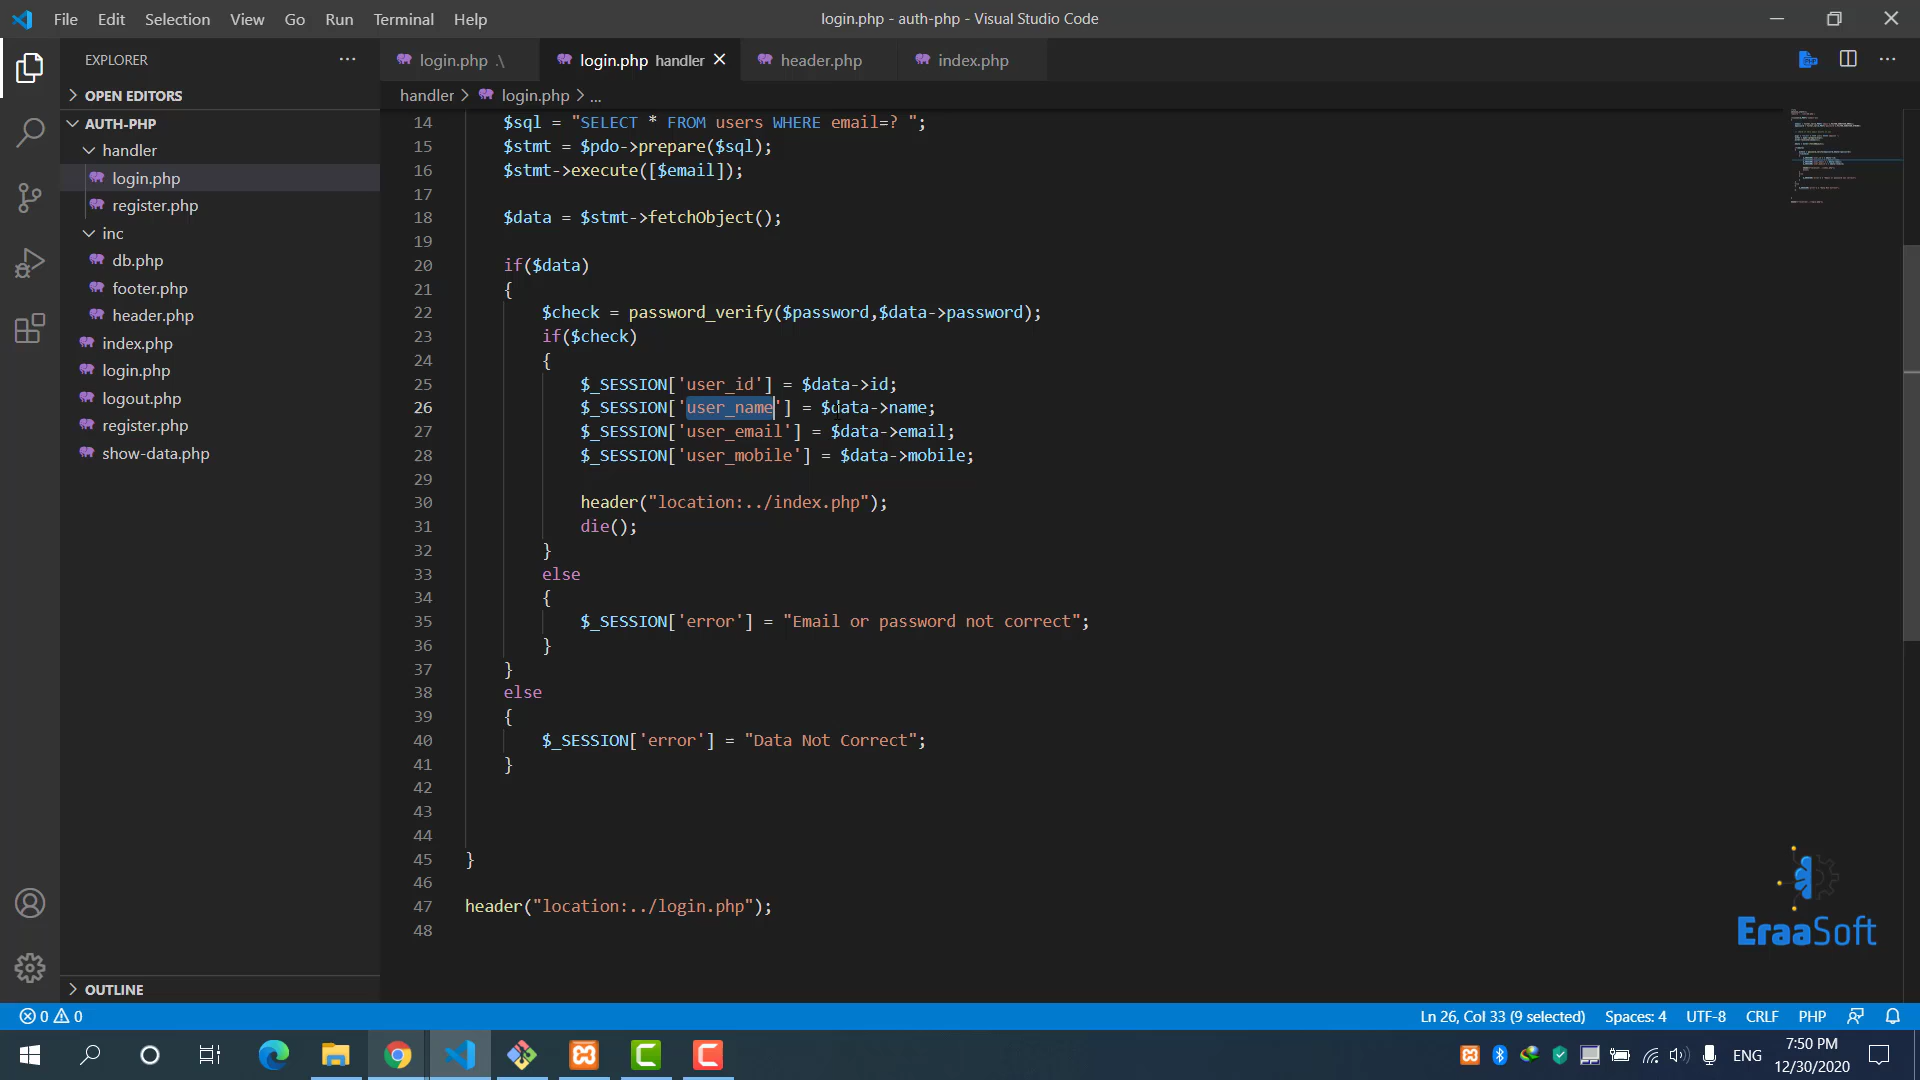 File Edit Selection View Go Run Terminal Help
login.php - auth-php - Visual Studio Code
EXPLORER
OPEN EDITORS
AUTH-PHP
handler
login.php
register.php
inc
db.php
footer.php
header.php
index.php
login.php
logout.php
register.php
show-data.php
OUTLINE
login.php .\
login.php handler
header.php
index.php
handler > login.php > ...
14 $sql = "SELECT * FROM users WHERE email=? ";
15 $stmt = $pdo->prepare($sql);
16 $stmt->execute([$email]);
17
18 $data = $stmt->fetchObject();
19
20 if($data)
21 {
22 $check = password_verify($password,$data->password);
23 if($check)
24 {
25 $_SESSION['user_id'] = $data->id;
26 $_SESSION['user_name'] = $data->name;
27 $_SESSION['user_email'] = $data->email;
28 $_SESSION['user_mobile'] = $data->mobile;
29
30 header("location:../index.php");
31 die();
32 }
33 else
34 {
35 $_SESSION['error'] = "Email or password not correct";
36 }
37 }
38 else
39 {
40 $_SESSION['error'] = "Data Not Correct";
41 }
42
43
44
45 }
46
47 header("location:../login.php");
48
EraaSoft
0 0
Ln 26, Col 33 (9 selected) Spaces: 4 UTF-8 CRLF PHP
ENG
7:50 PM
12/30/2020